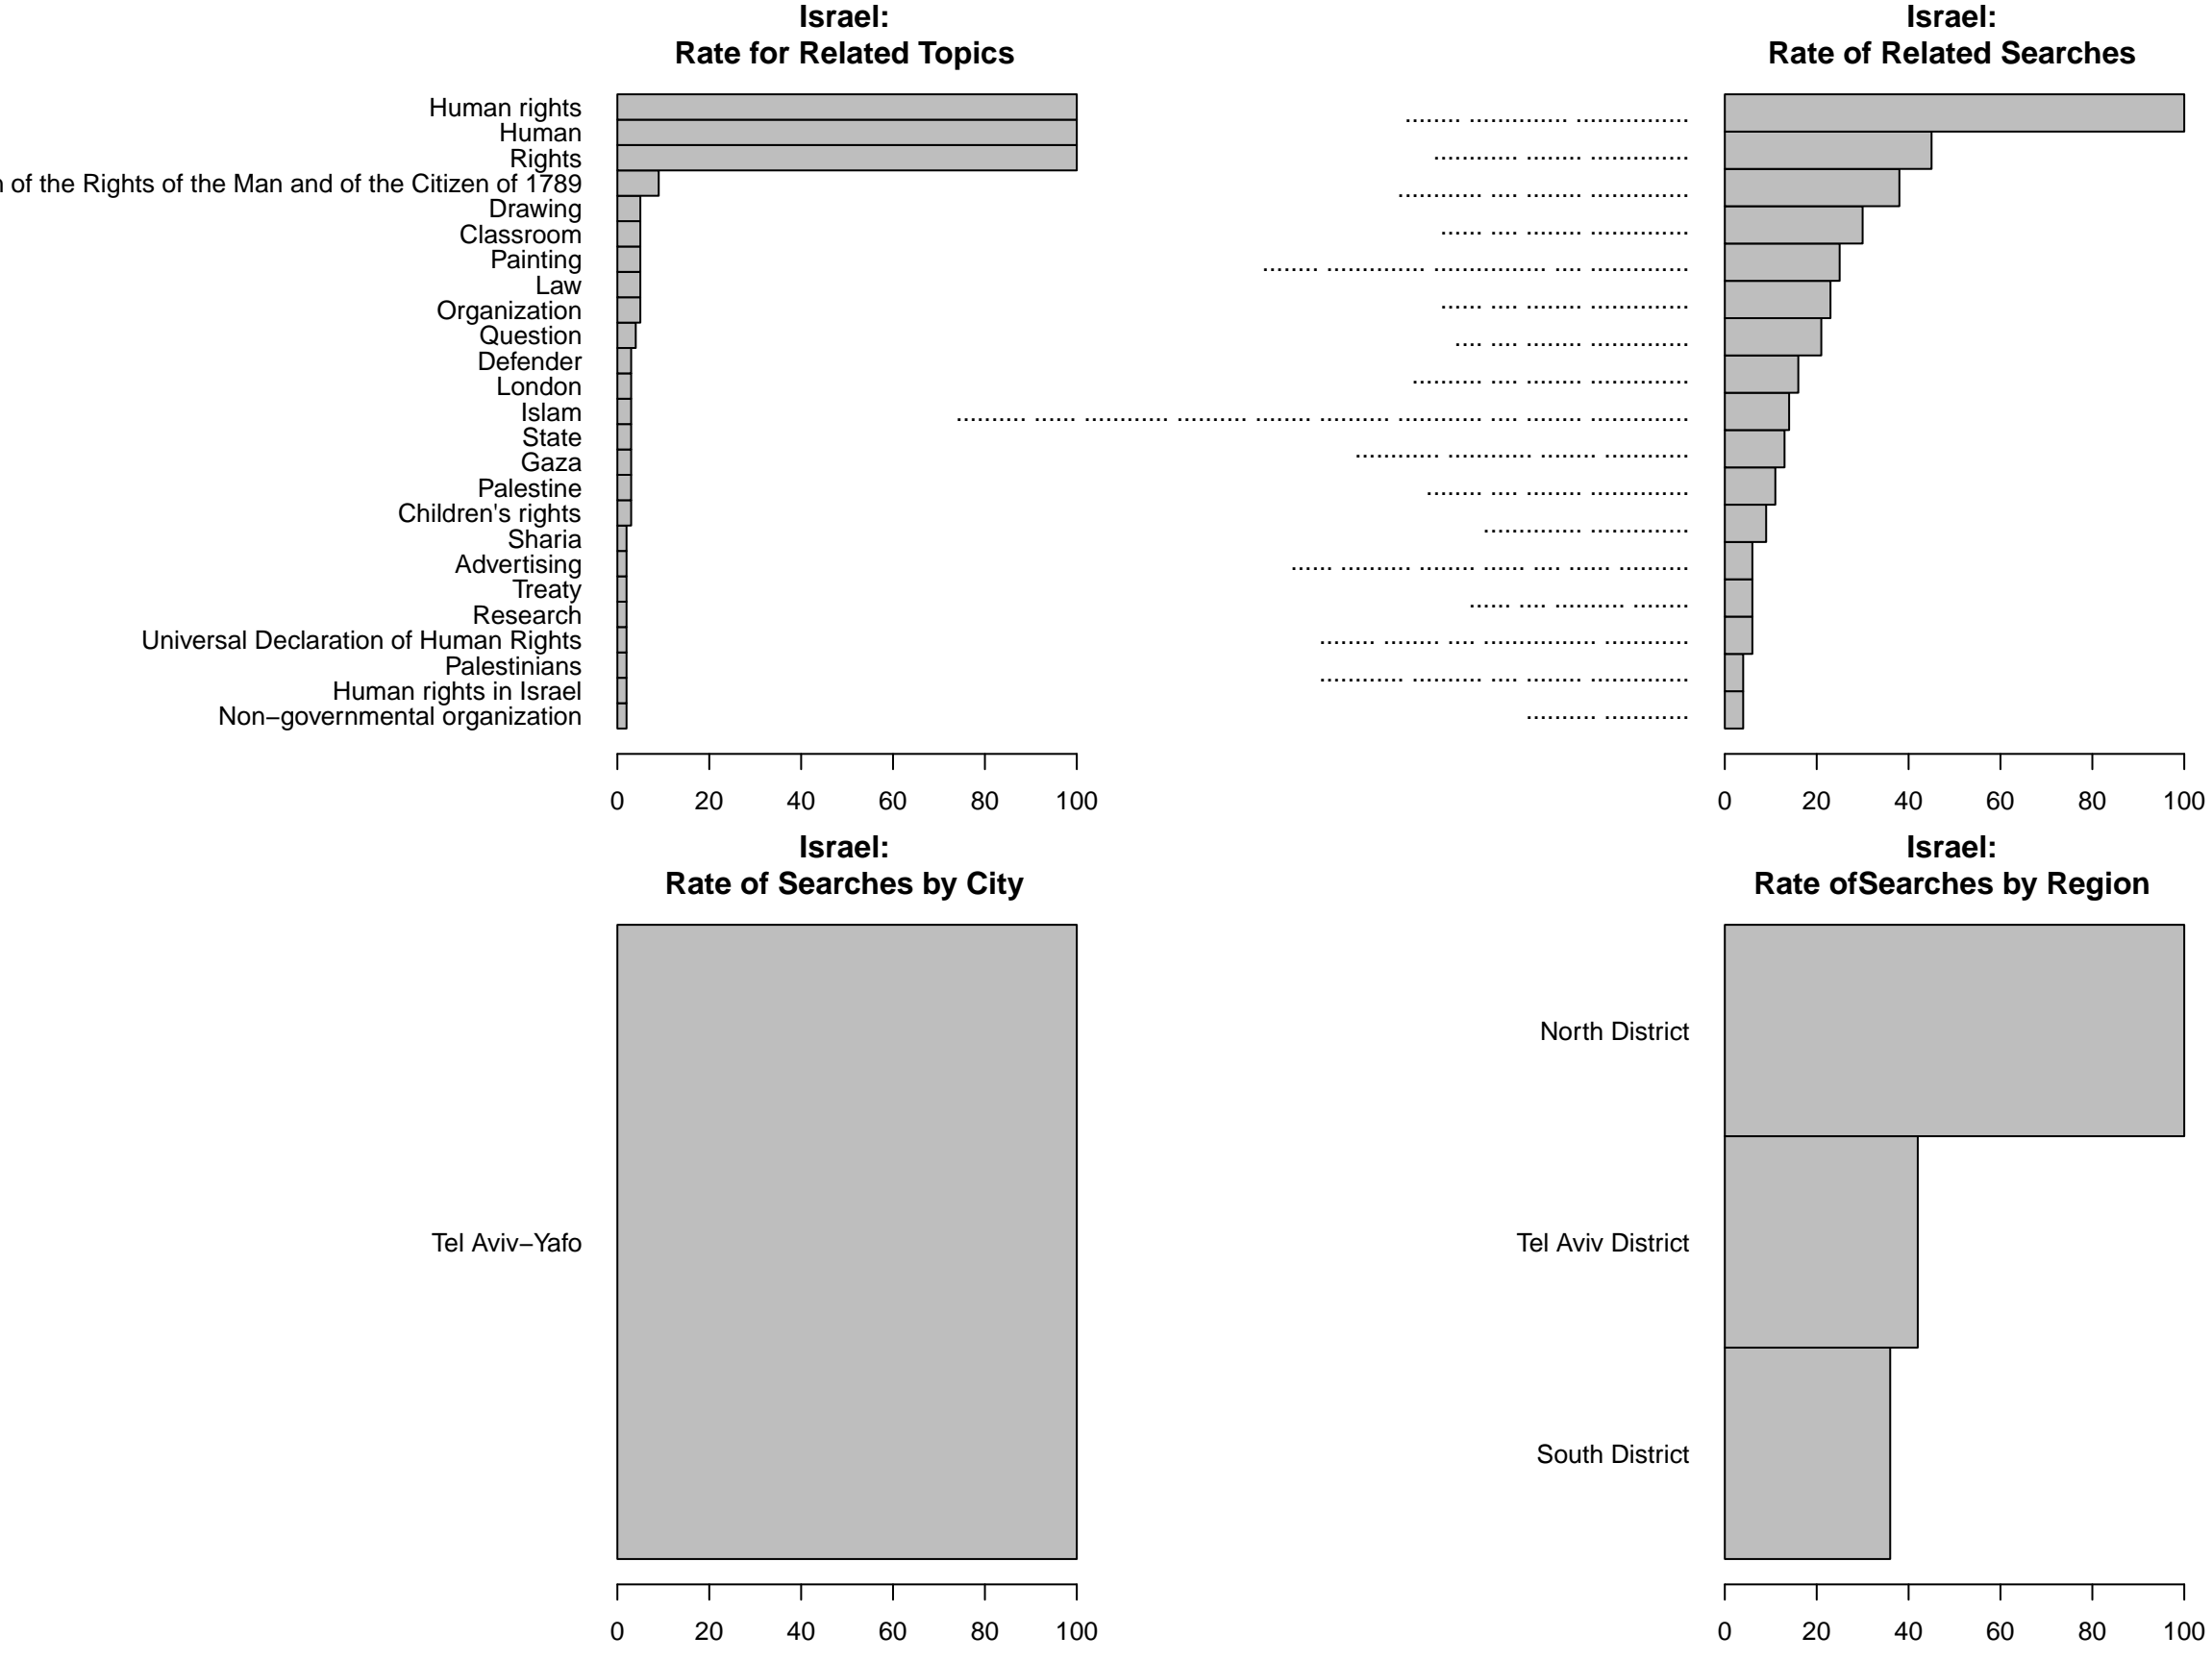 Israel:
Rate for Related Topics
Human rights
Human
Rights
of the Rights of the Man and of the Citizen of 1789
Drawing
Classroom
Painting
Law
Organization
Question
Defender
London
Islam
State
Gaza
Palestine
Children's rights
Sharia
Advertising
Treaty
Research
Universal Declaration of Human Rights
Palestinians
Human rights in Israel
Non−governmental organization
0 20 40 60 80 100
Israel:
Rate of Related Searches
0 20 40 60 80 100
Israel:
Rate of Searches by City
Tel Aviv−Yafo
0 20 40 60 80 100
Israel:
Rate ofSearches by Region
North District
Tel Aviv District
South District
0 20 40 60 80 100